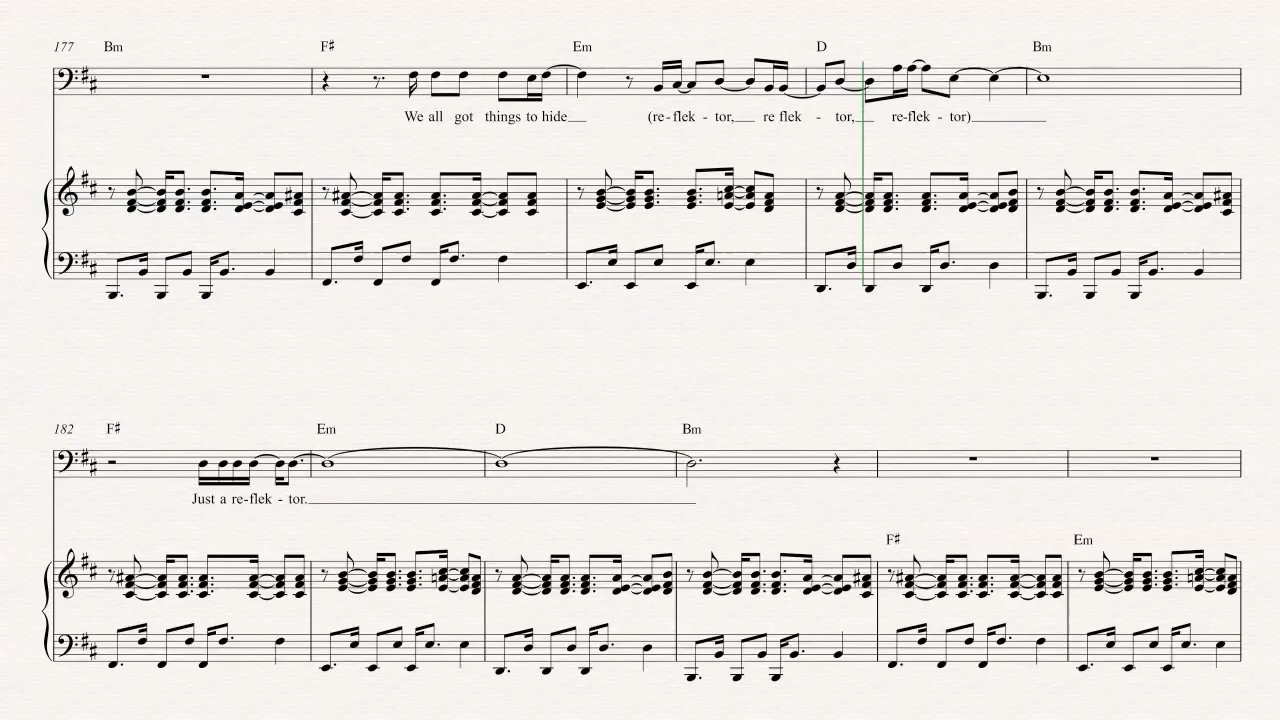 177 Bm F♯ Em D Bm
We all got things to hide (re-flek - tor, re flek - tor, re-flek - tor)
182 F♯ Em D Bm
Just a re-flek - tor.
F♯ Em